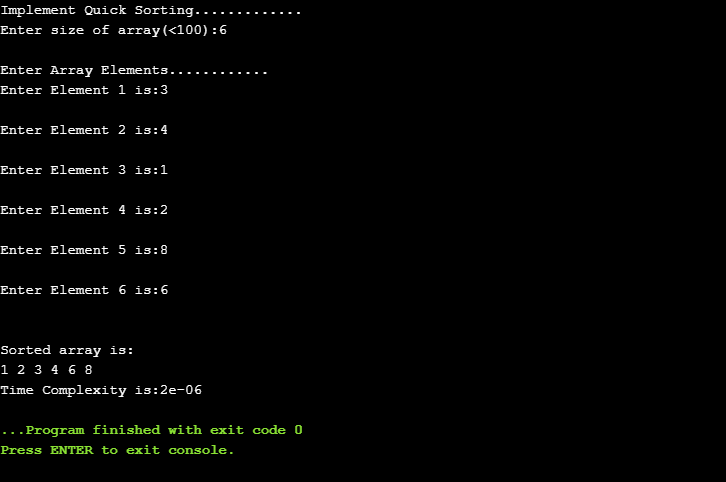 Implement Quick Sorting.............
Enter size of array(<100):6
Enter Array Elements............
Enter Element 1 is:3
Enter Element 2 is:4
Enter Element 3 is:1
Enter Element 4 is:2
Enter Element 5 is:8
Enter Element 6 is:6
Sorted array is:
1 2 3 4 6 8
Time Complexity is:2e-06
...Program finished with exit code 0
Press ENTER to exit console.